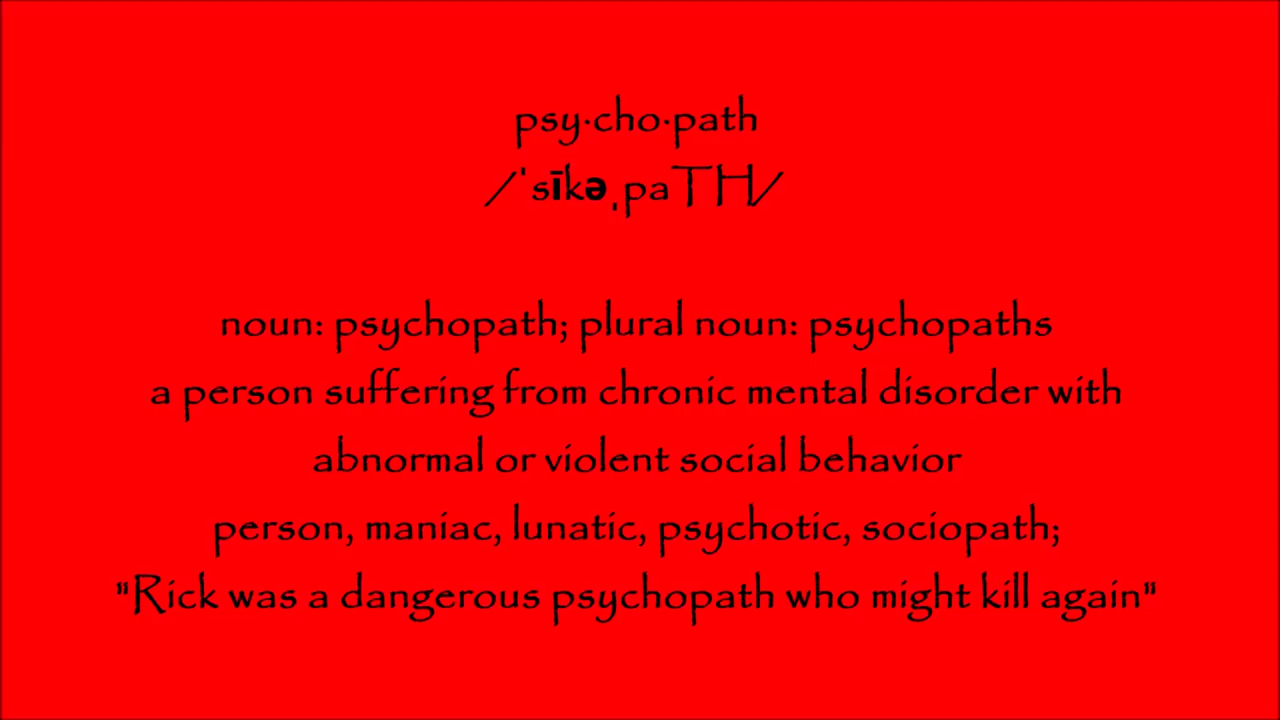 psy·cho·path
/ˈsīkəˌpaTH/
noun: psychopath; plural noun: psychopaths
a person suffering from chronic mental disorder with
abnormal or violent social behavior
person, maniac, lunatic, psychotic, sociopath;
"Rick was a dangerous psychopath who might kill again"